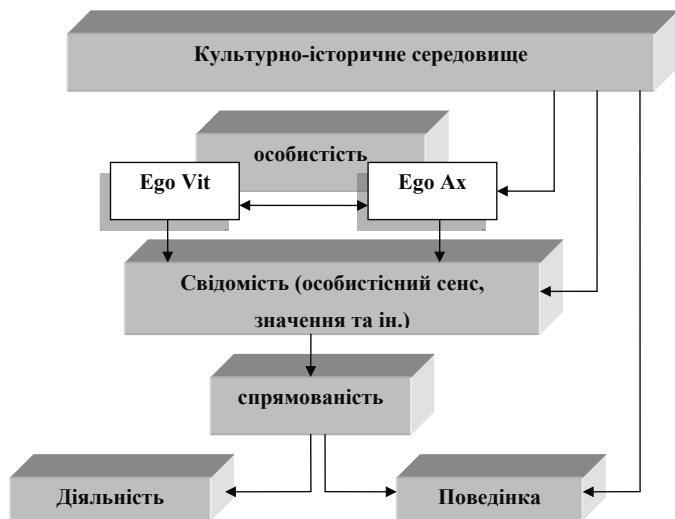 Культурно-історичне середовище
особистість
Ego Vit
Ego Ax
Свідомість (особистісний сенс,
значення та ін.)
спрямованість
Діяльність
Поведінка